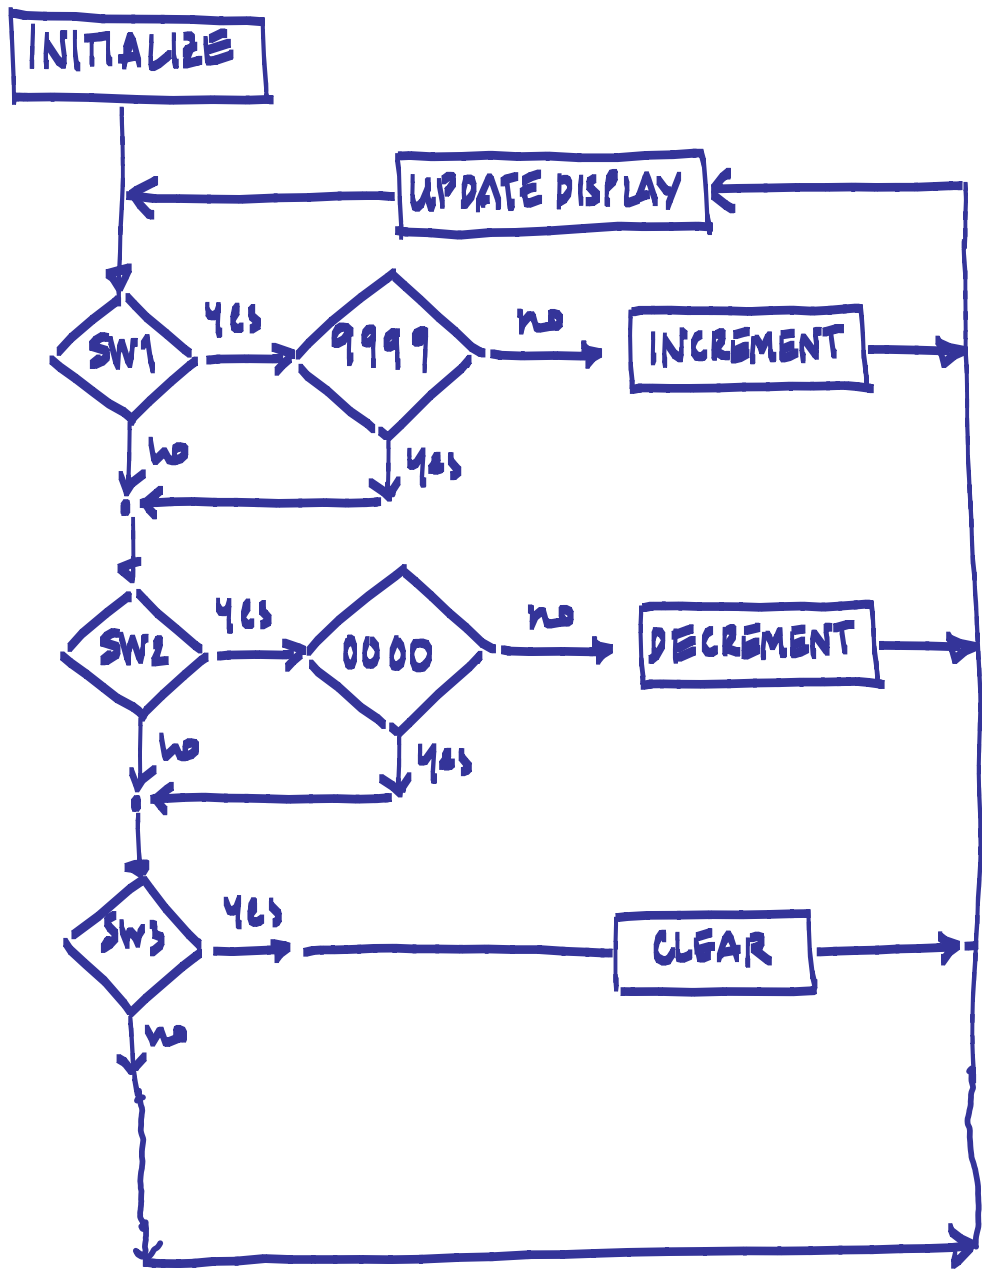 INITIALIZE
UPDATE DISPLAY
yes
no
SW1
9999
INCREMENT
no
yes
yes
no
SW2
0000
DECREMENT
no
yes
yes
SW3
CLEAR
no